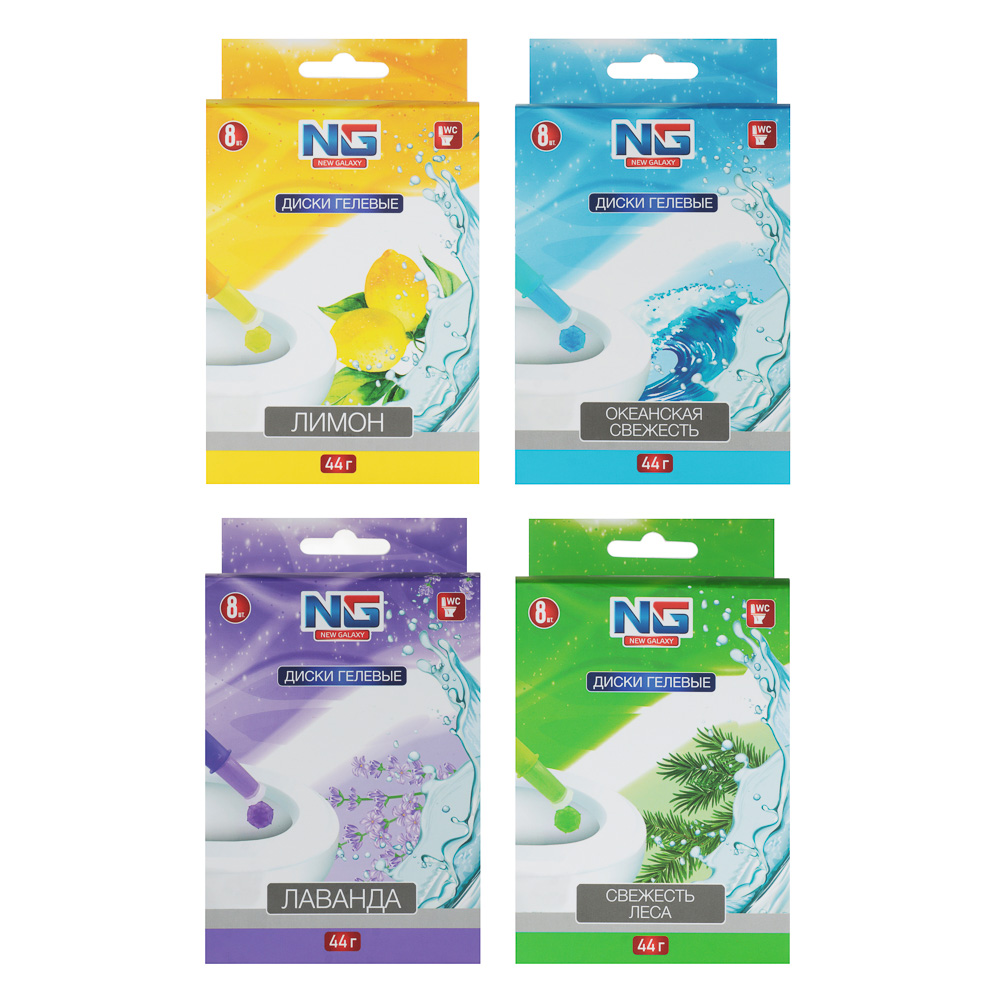 8 шт.
NG
WC
NEW GALAXY
ДИСКИ ГЕЛЕВЫЕ
ЛИМОН
44 г
8 шт.
NG
WC
NEW GALAXY
ДИСКИ ГЕЛЕВЫЕ
ОКЕАНСКАЯ
СВЕЖЕСТЬ
44 г
8 шт.
NG
WC
NEW GALAXY
ДИСКИ ГЕЛЕВЫЕ
ЛАВАНДА
44 г
8 шт.
NG
WC
NEW GALAXY
ДИСКИ ГЕЛЕВЫЕ
СВЕЖЕСТЬ
ЛЕСА
44 г